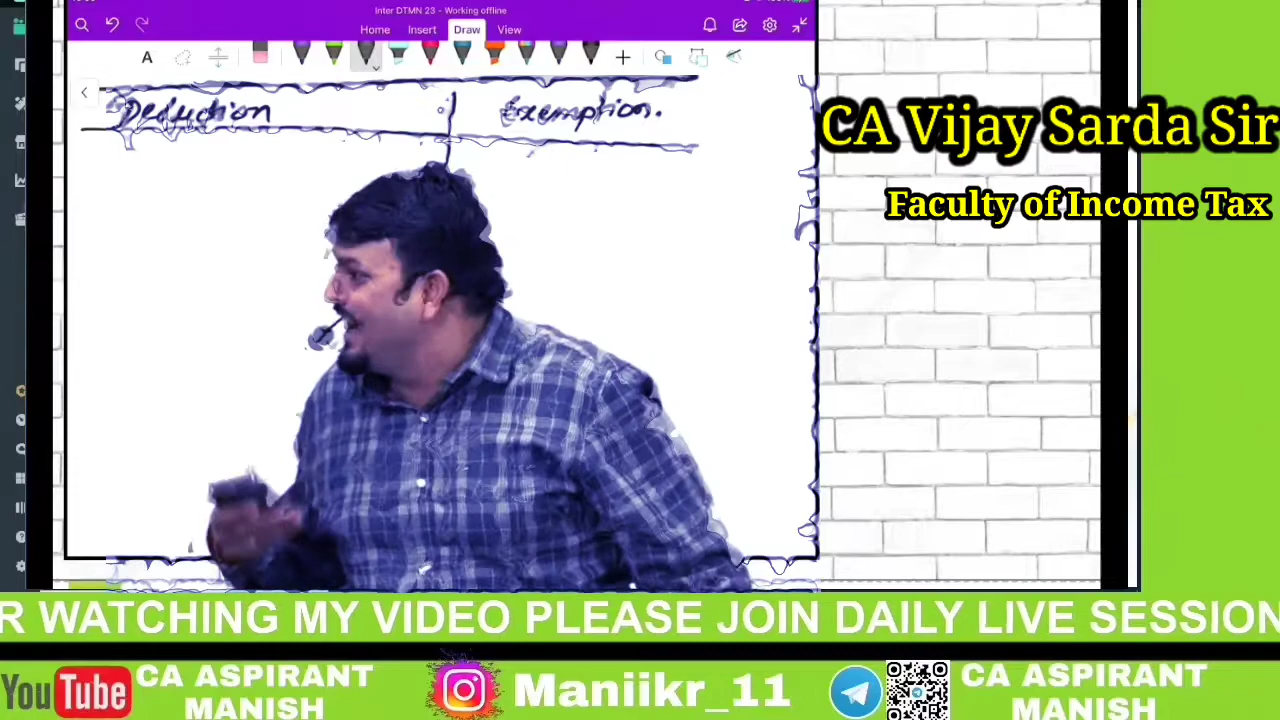 Inter DTMN 23 - Working offline
Home Insert Draw View
A
Deduction Exemption.
CA Vijay Sarda Sir
Faculty of Income Tax
R WATCHING MY VIDEO PLEASE JOIN DAILY LIVE SESSION
YouTube CA ASPIRANT MANISH
Maniikr_11
CA ASPIRANT MANISH